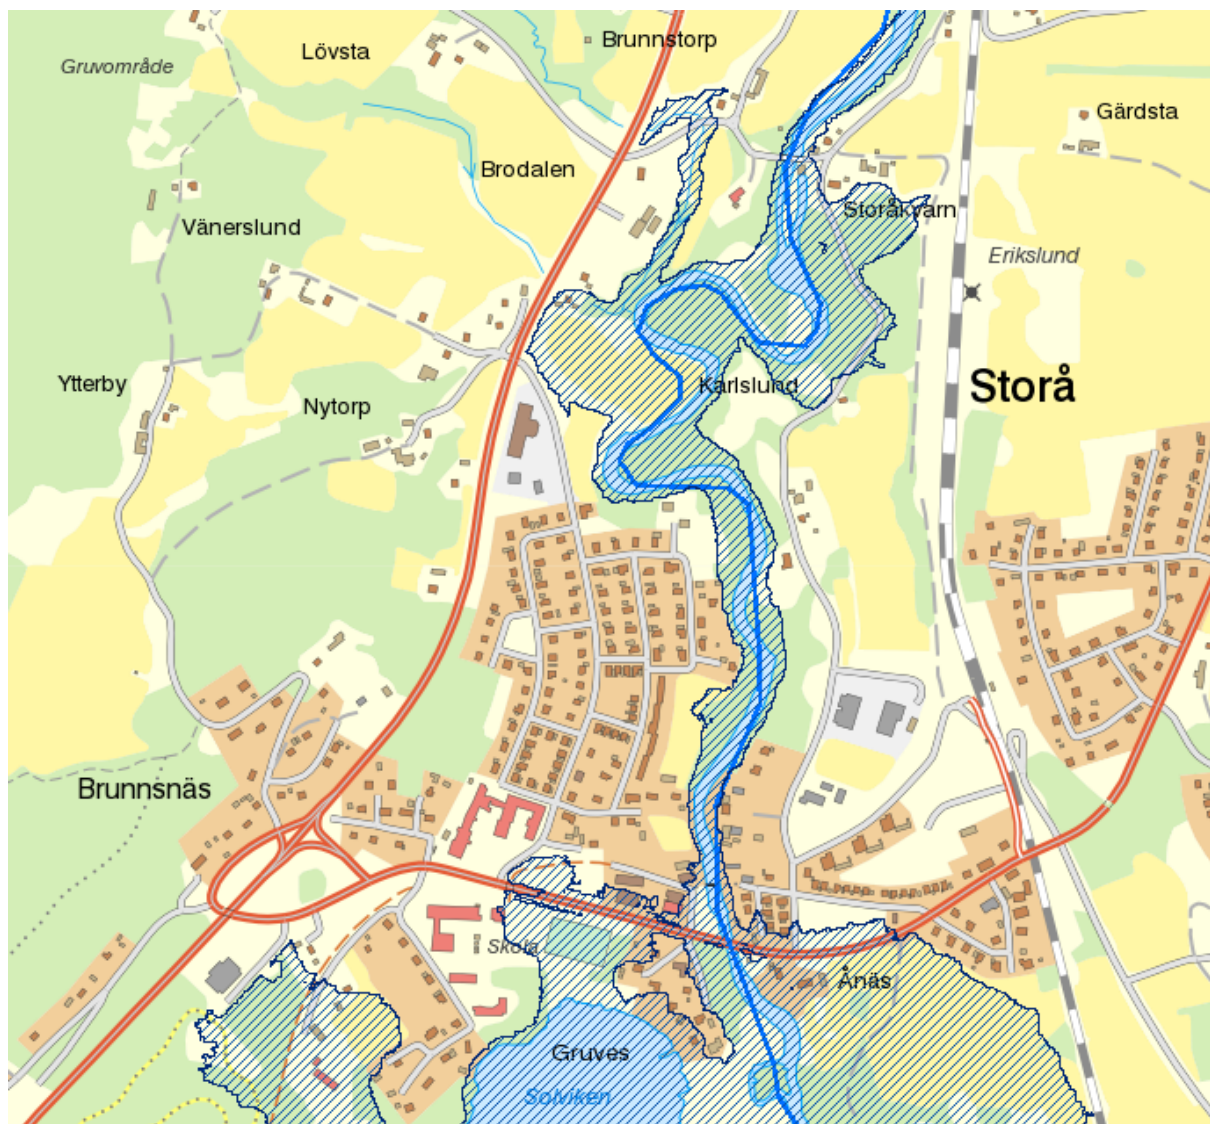 Lövsta
Brunnstorp
Gruvområde
Gärdsta
Brodalen
Storåkvarn
Vänerslund
Erikslund
Ytterby
Karlslund
Storå
Nytorp
Brunnsnäs
Skola
Ånäs
Gruves
Solviken